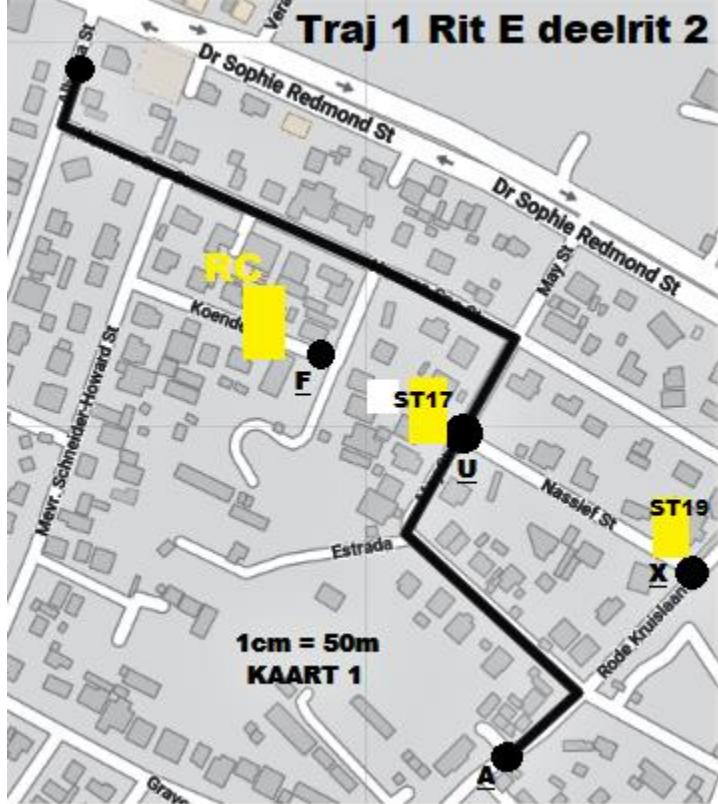 Traj 1 Rit E deelrit 2
Dr Sophie Redmond St
Dr Sophie Redmond St
May St
RC
F
ST17
U
Nassief St
ST19
X
Mevr. Schneider-Howard St
Estrada
Rode Kruislaan
1cm = 50m
KAART 1
A